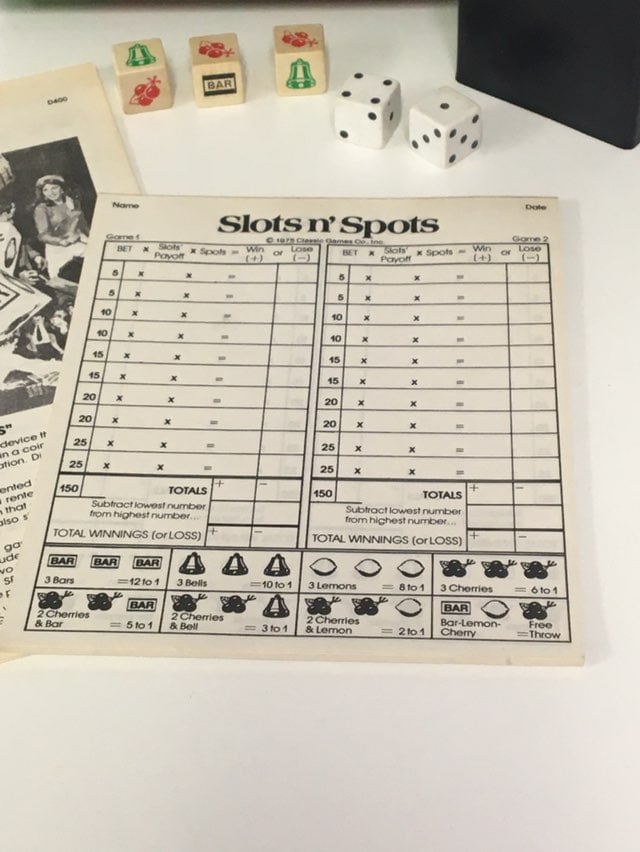 BAR
D400
Name
Date
Slots n' Spots
© 1975 Classic Games Co., Inc.
Game 1
Game 2
BET x Slots' Payoff x Spots = Win (+) or Lose (−)
5 x x =
5 x x =
10 x x =
10 x x =
15 x x =
15 x x =
20 x x =
20 x x =
25 x x =
25 x x =
150 TOTALS + −
Subtract lowest number
from highest number...
TOTAL WINNINGS (or LOSS) + −
BET x Slots' Payoff x Spots = Win (+) or Lose (−)
5 x x =
5 x x =
10 x x =
10 x x =
15 x x =
15 x x =
20 x x =
20 x x =
25 x x =
25 x x =
150 TOTALS + −
Subtract lowest number
from highest number...
TOTAL WINNINGS (or LOSS) + −
BAR BAR BAR
3 Bars =12 to 1
3 Bells =10 to 1
3 Lemons = 8 to 1
3 Cherries = 6 to 1
BAR
2 Cherries
& Bar = 5 to 1
2 Cherries
& Bell = 3 to 1
2 Cherries
& Lemon = 2 to 1
BAR
Bar-Lemon-
Cherry = Free
Throw
device
in a coin
that
also